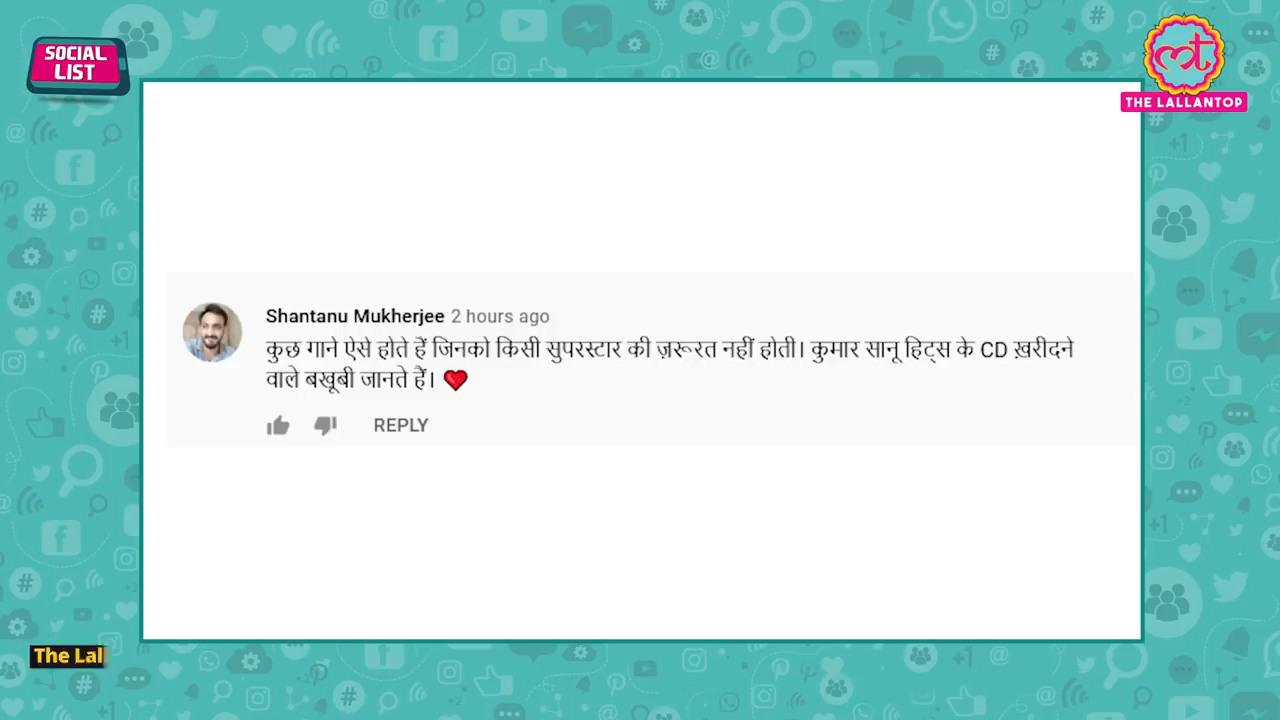 SOCIAL
LIST
THE LALLANTOP
Shantanu Mukherjee 2 hours ago
कुछ गाने ऐसे होते हैं जिनको किसी सुपरस्टार की ज़रूरत नहीं होती। कुमार सानू हिट्स के CD ख़रीदने
वाले बखूबी जानते हैं। ❤️
REPLY
The Lal